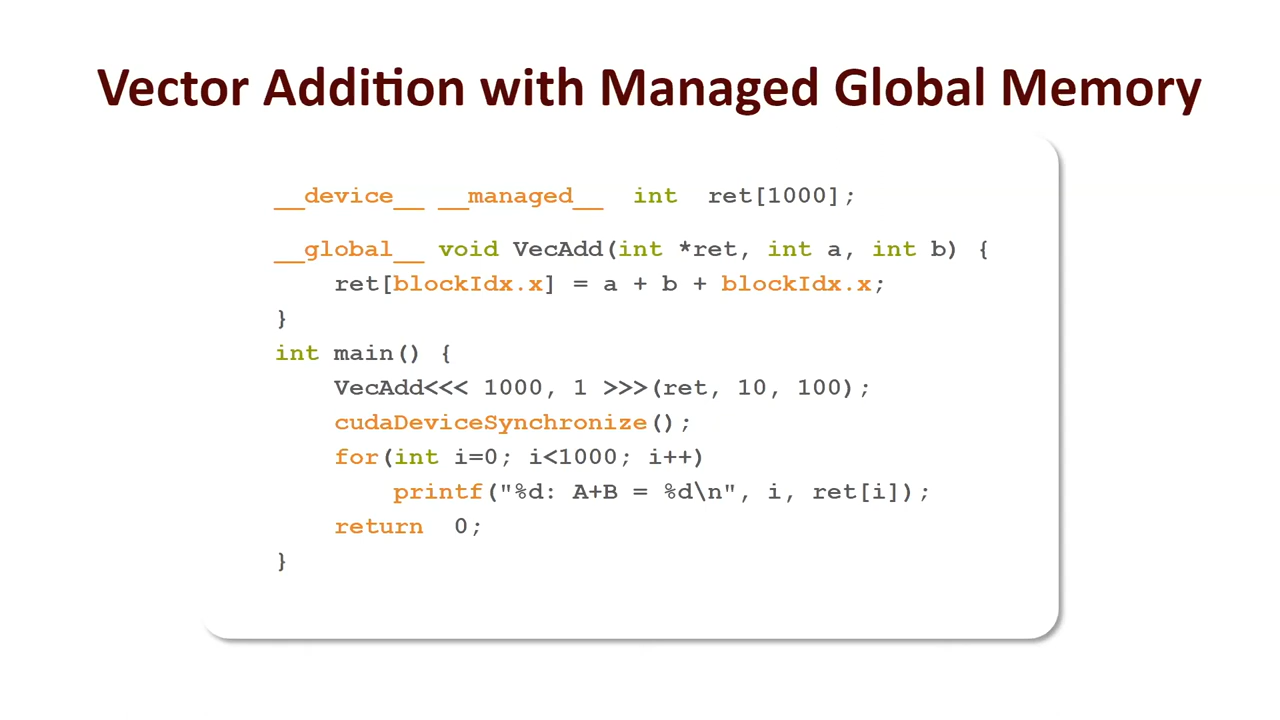 Vector Addition with Managed Global Memory
__device__ __managed__  int  ret[1000];
__global__ void VecAdd(int *ret, int a, int b) {
    ret[blockIdx.x] = a + b + blockIdx.x;
}
int main() {
    VecAdd<<< 1000, 1 >>>(ret, 10, 100);
    cudaDeviceSynchronize();
    for(int i=0; i<1000; i++)
        printf("%d: A+B = %d\n", i, ret[i]);
    return  0;
}